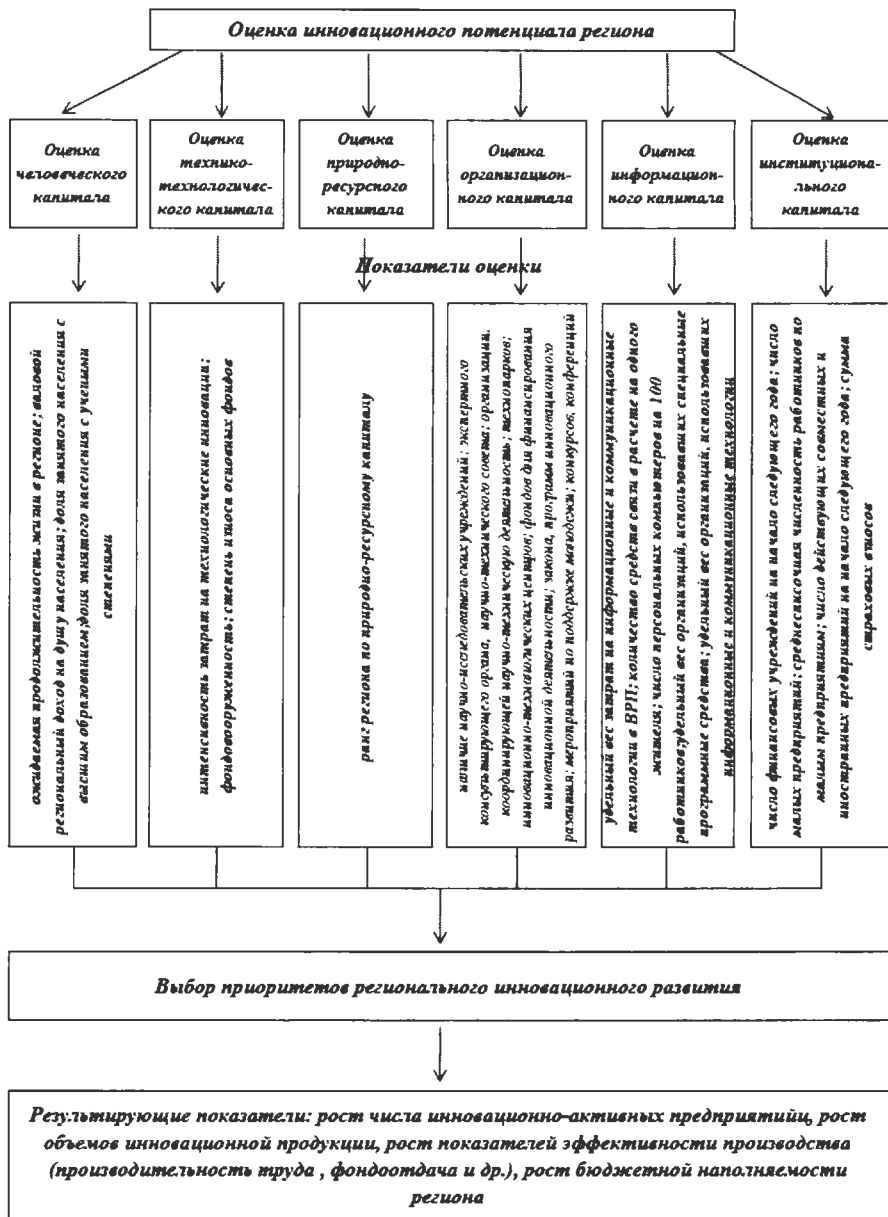 Оценка инновационного потенциала региона
Оценка
человеческого
капитала
Оценка
технико-
технологичес-
кого капитала
Оценка
природно-
ресурсного
капитала
Оценка
организацион-
ного капитала
Оценка
информацион-
ного капитала
Оценка
институциона-
льного
капитала
Показатели оценки
ожидаемая продолжительность жизни в регионе; валовой
региональный доход на душу населения; доля занятого населения с
высшим образованием;доля занятого населения с учеными
степенями
интенсивность затрат на технологические инновации;
фондовооруженность; степень износа основных фондов
ранг региона по природно-ресурсному капиталу
наличие научно-исследовательских учреждений; экспертного
консультирующего органа, научно-технического совета; организации,
координирующей научно-техническую деятельность; технопарков;
инновационно-технологических центров; фондов для финансирования
инновационной деятельности; закона, программ инновационного
развития; мероприятий по поддержке молодежи; конкурсов, конференций
удельный вес затрат на информационные и коммуникационные
технологии в ВРП; количество средств связи в расчете на одного
жителя; число персональных компьютеров на 100
работников;удельный вес организаций, использовавших специальные
программные средства; удельный вес организаций, использовавших
информационные и коммуникационные технологии
число финансовых учреждений на начало следующего года; число
малых предприятий; среднесписочная численность работников по
малым предприятиям; число действующих совместных и
иностранных предприятий на начало следующего года; сумма
страховых взносов
Выбор приоритетов регионального инновационного развития
Результирующие показатели: рост числа инновационно-активных предприятийц, рост
объемов инновационной продукции, рост показателей эффективности производства
(производительность труда , фондоотдача и др.), рост бюджетной наполняемости
региона